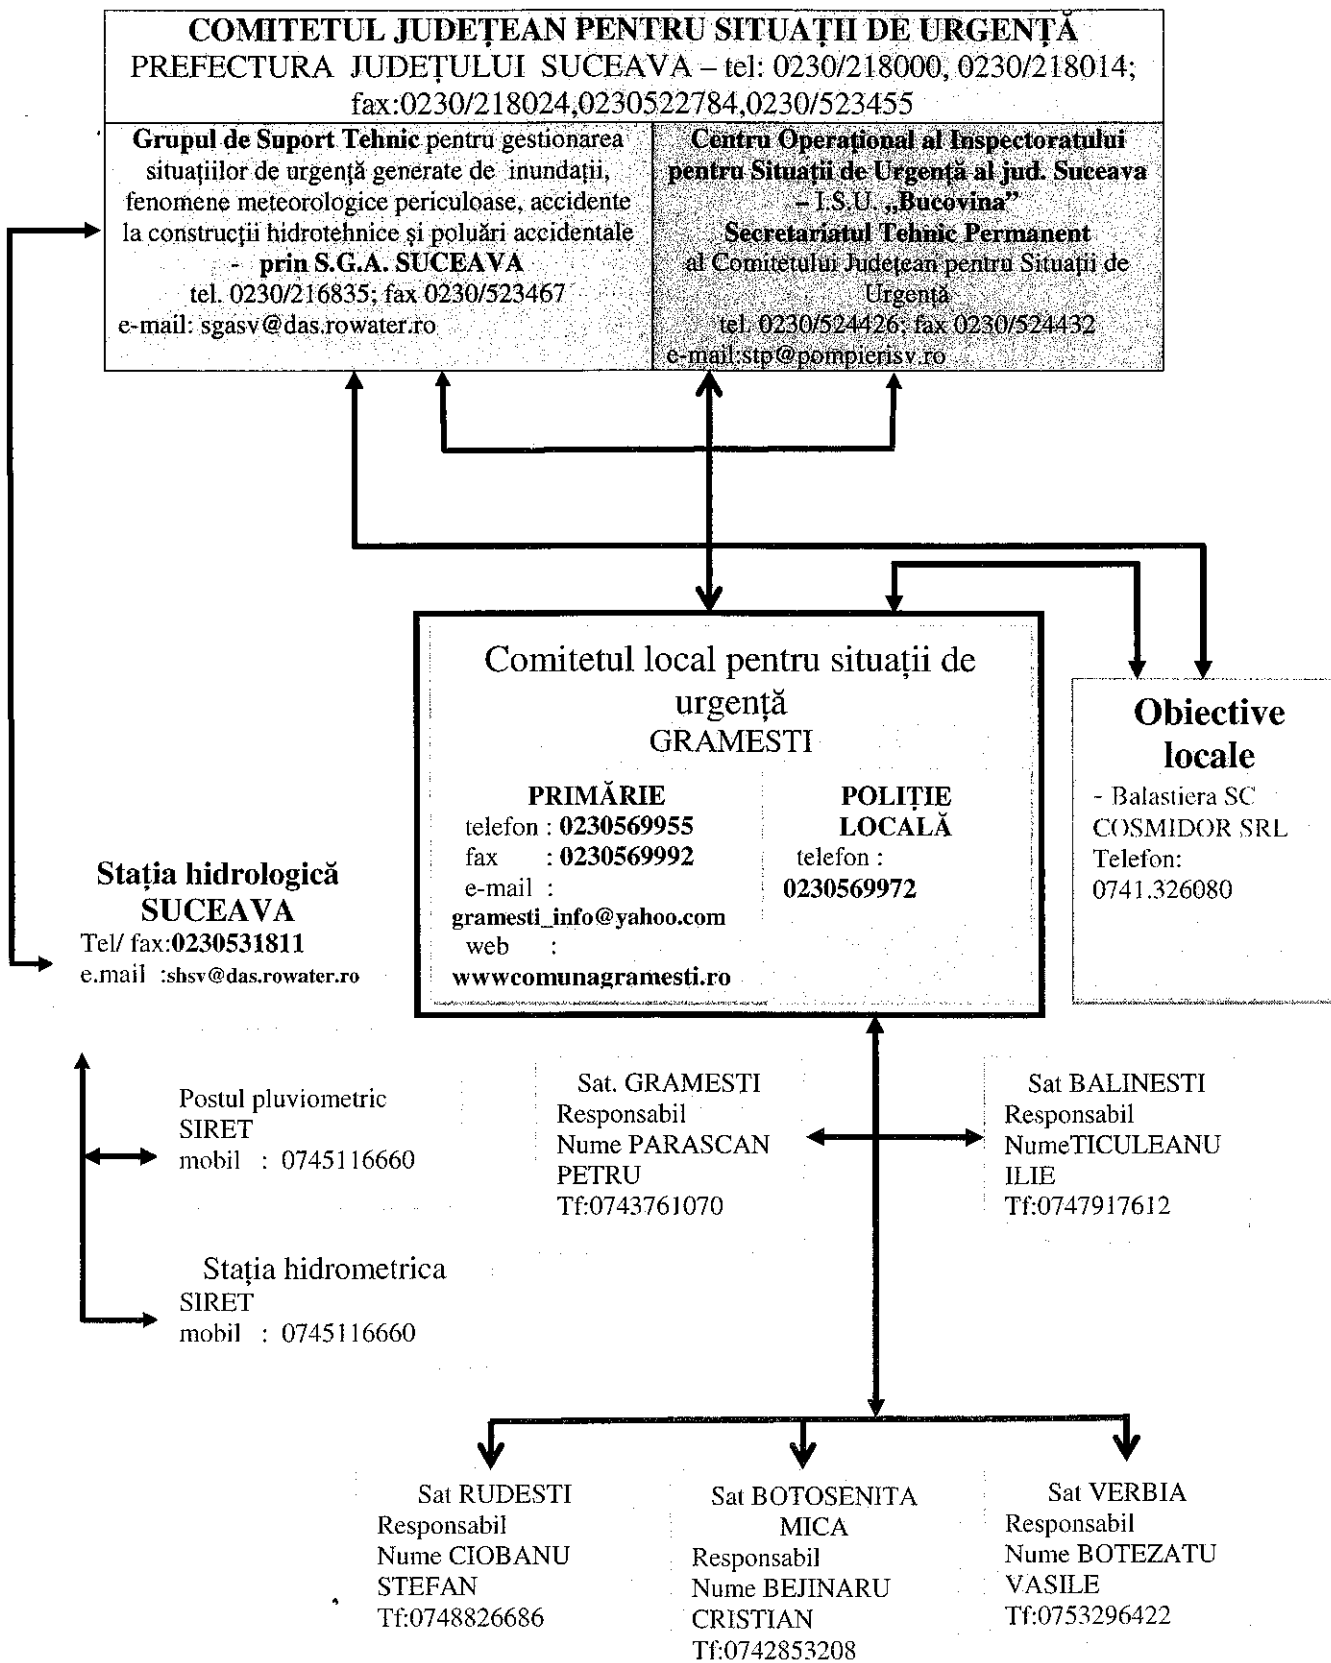 COMITETUL JUDEȚEAN PENTRU SITUAȚII DE URGENȚĂ
PREFECTURA JUDEȚULUI SUCEAVA – tel: 0230/218000, 0230/218014;
fax:0230/218024,0230522784,0230/523455
Grupul de Suport Tehnic pentru gestionarea
situațiilor de urgență generate de inundații,
fenomene meteorologice periculoase, accidente
la construcții hidrotehnice și poluări accidentale
- prin S.G.A. SUCEAVA
tel. 0230/216835; fax 0230/523467
e-mail: sgasv@das.rowater.ro
Centru Operațional al Inspectoratului
pentru Situații de Urgență al jud. Suceava
– I.S.U. „Bucovina”
Secretariatul Tehnic Permanent
al Comitetului Județean pentru Situații de
Urgență
tel. 0230/524426; fax 0230/524432
e-mail:stp@pompierisv.ro
Comitetul local pentru situații de
urgență
GRAMESTI
PRIMĂRIE
telefon : 0230569955
fax : 0230569992
e-mail :
gramesti_info@yahoo.com
web :
wwwcomunagramesti.ro
POLIȚIE
LOCALĂ
telefon :
0230569972
Obiective
locale
- Balastiera SC
COSMIDOR SRL
Telefon:
0741.326080
Stația hidrologică
SUCEAVA
Tel/ fax:0230531811
e.mail :shsv@das.rowater.ro
Postul pluviometric
SIRET
mobil : 0745116660
Stația hidrometrica
SIRET
mobil : 0745116660
Sat. GRAMESTI
Responsabil
Nume PARASCAN
PETRU
Tf:0743761070
Sat BALINESTI
Responsabil
NumeTICULEANU
ILIE
Tf:0747917612
Sat RUDESTI
Responsabil
Nume CIOBANU
STEFAN
Tf:0748826686
Sat BOTOSENITA
MICA
Responsabil
Nume BEJINARU
CRISTIAN
Tf:0742853208
Sat VERBIA
Responsabil
Nume BOTEZATU
VASILE
Tf:0753296422